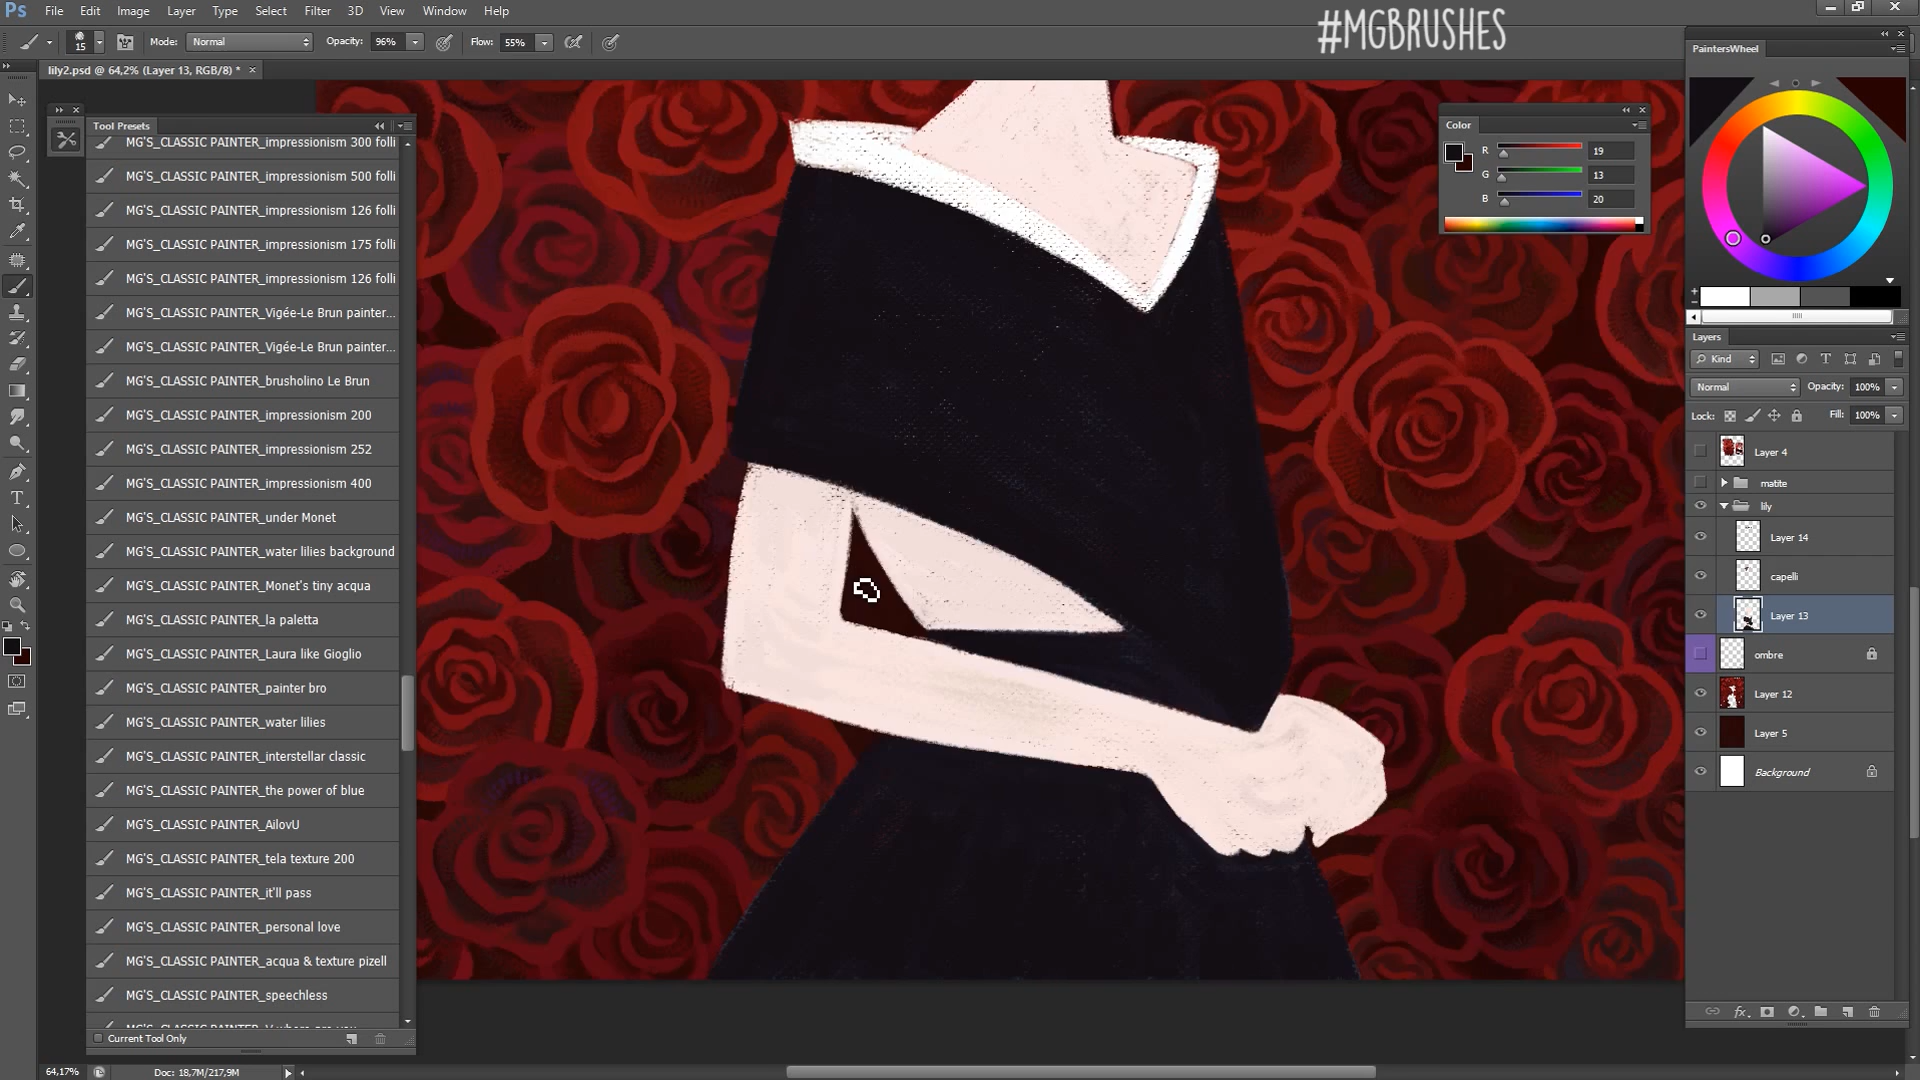 Ps File Edit Image Layer Type Select Filter 3D View Window Help
#MGBRUSHES
15 Mode: Normal Opacity: 96% Flow: 55%
lily2.psd @ 64,2% (Layer 13, RGB/8) *
Tool Presets
MG'S_CLASSIC PAINTER_impressionism 300 folli
MG'S_CLASSIC PAINTER_impressionism 500 folli
MG'S_CLASSIC PAINTER_impressionism 126 folli
MG'S_CLASSIC PAINTER_impressionism 175 folli
MG'S_CLASSIC PAINTER_impressionism 126 folli
MG'S_CLASSIC PAINTER_Vigée-Le Brun painter...
MG'S_CLASSIC PAINTER_Vigée-Le Brun painter...
MG'S_CLASSIC PAINTER_brusholino Le Brun
MG'S_CLASSIC PAINTER_impressionism 200
MG'S_CLASSIC PAINTER_impressionism 252
MG'S_CLASSIC PAINTER_impressionism 400
MG'S_CLASSIC PAINTER_under Monet
MG'S_CLASSIC PAINTER_water lilies background
MG'S_CLASSIC PAINTER_Monet's tiny acqua
MG'S_CLASSIC PAINTER_la paletta
MG'S_CLASSIC PAINTER_Laura like Gioglio
MG'S_CLASSIC PAINTER_painter bro
MG'S_CLASSIC PAINTER_water lilies
MG'S_CLASSIC PAINTER_interstellar classic
MG'S_CLASSIC PAINTER_the power of blue
MG'S_CLASSIC PAINTER_AilovU
MG'S_CLASSIC PAINTER_tela texture 200
MG'S_CLASSIC PAINTER_it'll pass
MG'S_CLASSIC PAINTER_personal love
MG'S_CLASSIC PAINTER_acqua & texture pizell
MG'S_CLASSIC PAINTER_speechless
Current Tool Only
64,17% Doc: 18,7M/217,9M
Color
R 19
G 13
B 20
PaintersWheel
Layers
Kind
Normal Opacity: 100%
Lock: Fill: 100%
Layer 4
matite
lily
Layer 14
capelli
Layer 13
ombre
Layer 12
Layer 5
Background